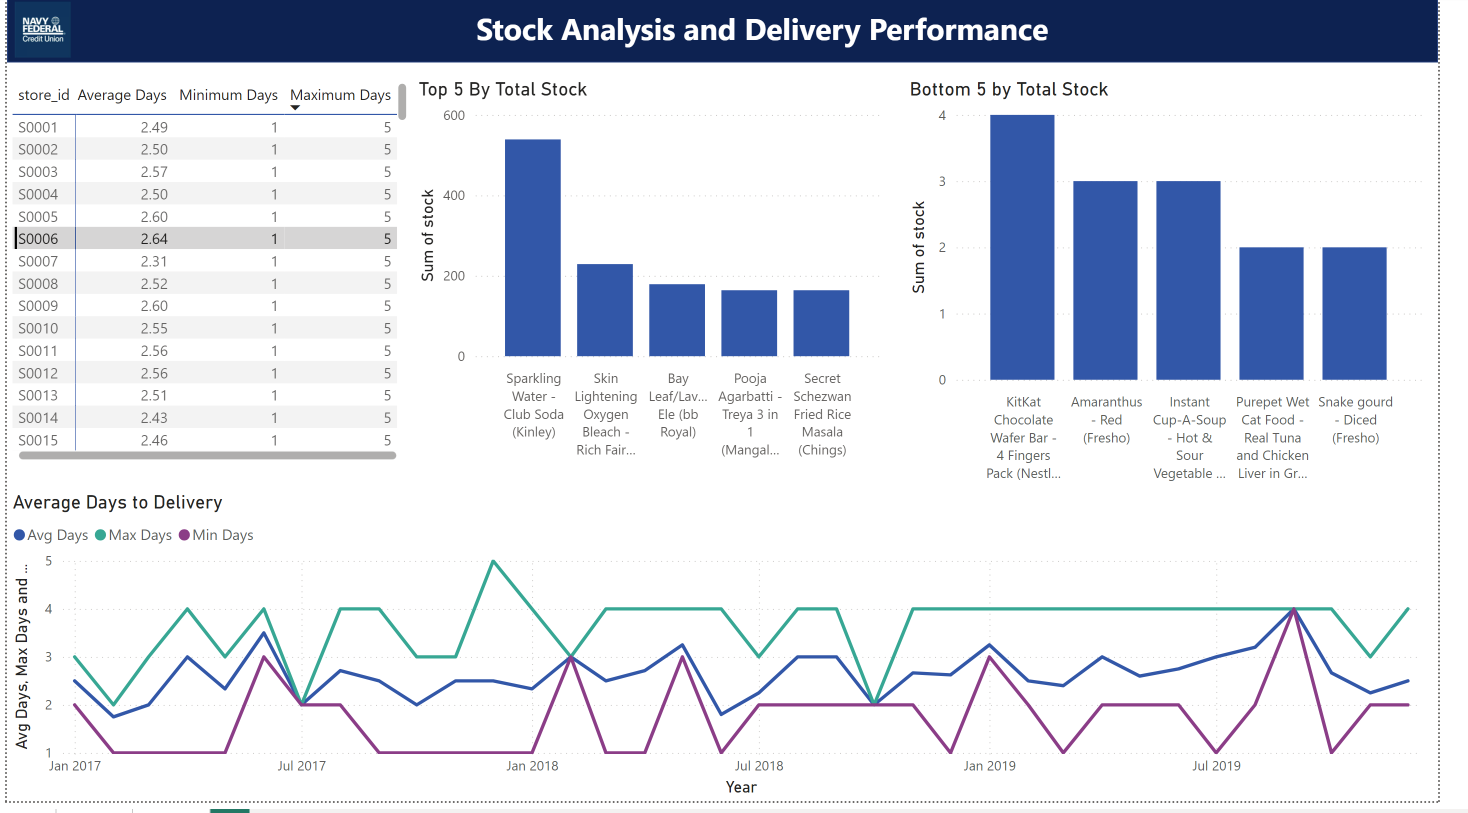 NAVY
FEDERAL
Credit Union
Stock Analysis and Delivery Performance
store_id Average Days Minimum Days Maximum Days
S0001 2.49 1 5
S0002 2.50 1 5
S0003 2.57 1 5
S0004 2.50 1 5
S0005 2.60 1 5
S0006 2.64 1 5
S0007 2.31 1 5
S0008 2.52 1 5
S0009 2.60 1 5
S0010 2.55 1 5
S0011 2.56 1 5
S0012 2.56 1 5
S0013 2.51 1 5
S0014 2.43 1 5
S0015 2.46 1 5
Top 5 By Total Stock
Sum of stock
600
400
200
0
Sparkling
Water -
Club Soda
(Kinley)
Skin
Lightening
Oxygen
Bleach -
Rich Fair...
Bay
Leaf/Lav...
Ele (bb
Royal)
Pooja
Agarbatti -
Treya 3 in
1
(Mangal...
Secret
Schezwan
Fried Rice
Masala
(Chings)
Bottom 5 by Total Stock
Sum of stock
4
3
2
1
0
KitKat
Chocolate
Wafer Bar -
4 Fingers
Pack (Nestl...
Amaranthus
- Red
(Fresho)
Instant
Cup-A-Soup
- Hot &
Sour
Vegetable ...
Purepet Wet
Cat Food -
Real Tuna
and Chicken
Liver in Gr...
Snake gourd
- Diced
(Fresho)
Average Days to Delivery
Avg Days Max Days Min Days
Avg Days, Max Days and ...
5
4
3
2
1
Jan 2017 Jul 2017 Jan 2018 Jul 2018 Jan 2019 Jul 2019
Year